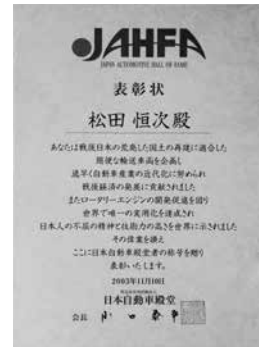 JAHFA
JAPAN AUTOMOTIVE HALL OF FAME
表彰状
松田 恒次殿
あなたは戦後日本の荒廃した国土の再建に適合した
簡便な輸送車両を企画し
逸早く自動車産業の近代化に努められ
戦後経済の発展に貢献されました
またロータリーエンジンの開発促進を図り
世界で唯一の実用化を達成され
日本人の不屈の精神と技術力の高さを世界に示されました
その偉業を讃え
ここに日本自動車殿堂者の称号を贈り
表彰いたします。
2003年11月10日
日本自動車殿堂
会長